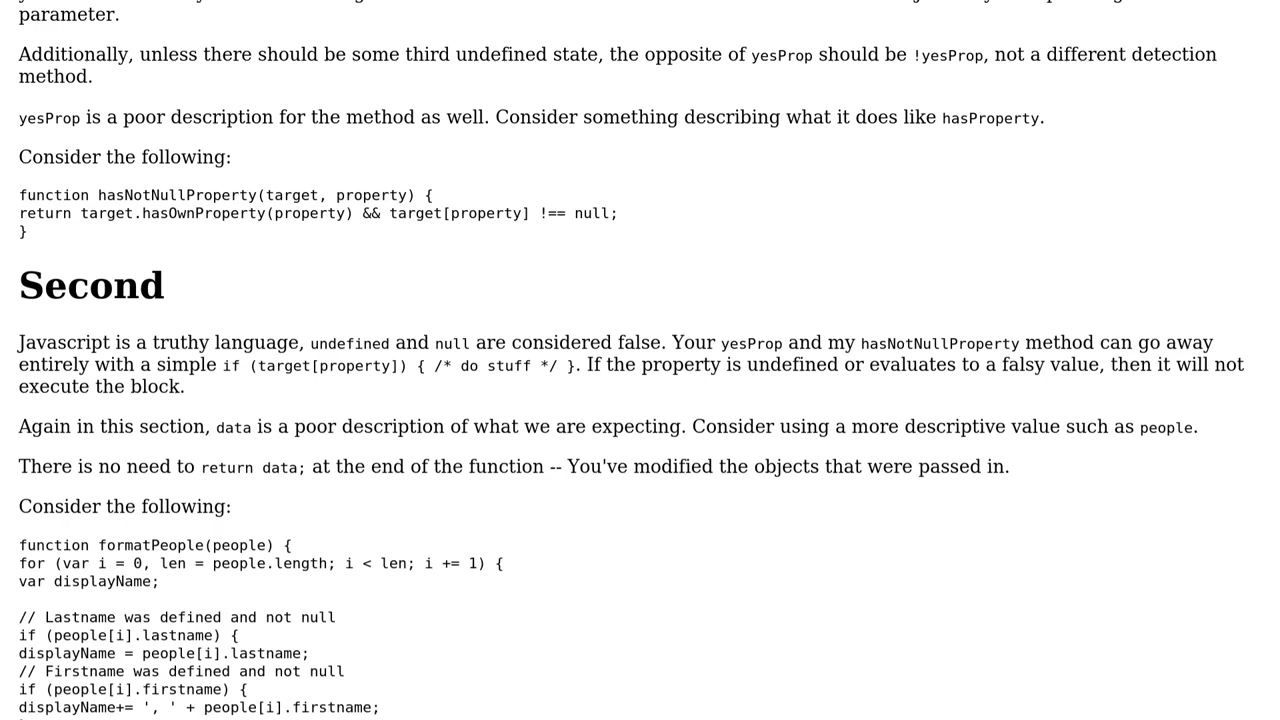 parameter.
Additionally, unless there should be some third undefined state, the opposite of yesProp should be !yesProp, not a different detection
method.
yesProp is a poor description for the method as well. Consider something describing what it does like hasProperty.
Consider the following:
function hasNotNullProperty(target, property) {
return target.hasOwnProperty(property) && target[property] !== null;
}
Second
Javascript is a truthy language, undefined and null are considered false. Your yesProp and my hasNotNullProperty method can go away
entirely with a simple if (target[property]) { /* do stuff */ }. If the property is undefined or evaluates to a falsy value, then it will not
execute the block.
Again in this section, data is a poor description of what we are expecting. Consider using a more descriptive value such as people.
There is no need to return data; at the end of the function -- You've modified the objects that were passed in.
Consider the following:
function formatPeople(people) {
for (var i = 0, len = people.length; i < len; i += 1) {
var displayName;
// Lastname was defined and not null
if (people[i].lastname) {
displayName = people[i].lastname;
// Firstname was defined and not null
if (people[i].firstname) {
displayName+= ', ' + people[i].firstname;